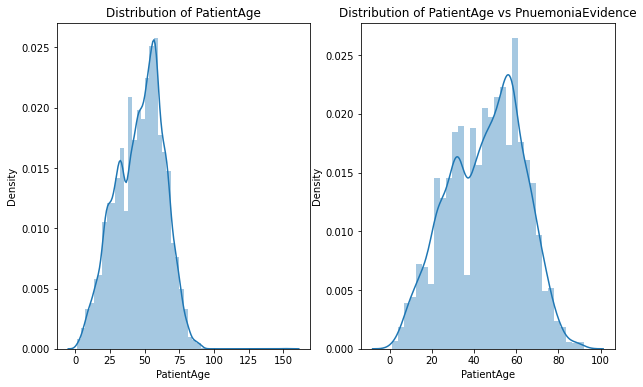 Distribution of PatientAge
0.025
0.020
0.015
0.010
0.005
0.000
Density
0 25 50 75 100 125 150
PatientAge
Distribution of PatientAge vs PnuemoniaEvidence
0.025
0.020
0.015
0.010
0.005
0.000
Density
0 20 40 60 80 100
PatientAge